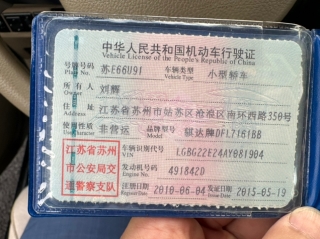 中华人民共和国机动车行驶证
Vehicle License of the People's Republic of China
号牌号码 苏E66U91 车辆类型 小型轿车
Plate No. Vehicle Type
所有人 刘辉
Owner
住址 江苏省苏州市姑苏区沧浪区南环西路350号
Address
使用性质 非营运 品牌型号 骐达牌DFL7161BB
Use Character Model
江苏省苏州市公安局交通警察支队
车辆识别代号 LGBG22E24AY081904
VIN
发动机号码 491842D
Engine No.
注册日期 2010-06-04 发证日期 2015-05-19
Register Date Issue Date